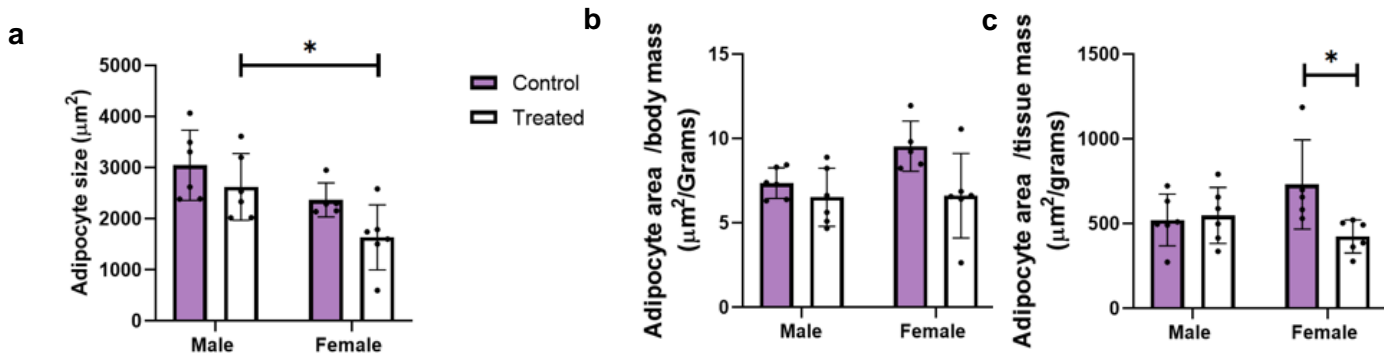 a
Adipocyte size (μm²)
5000
4000
3000
2000
1000
0
*
Male
Female
Control
Treated
b
Adipocyte area /body mass
(μm²/Grams)
15
10
5
0
Male
Female
c
Adipocyte area /tissue mass
(μm²/grams)
1500
1000
500
0
*
Male
Female